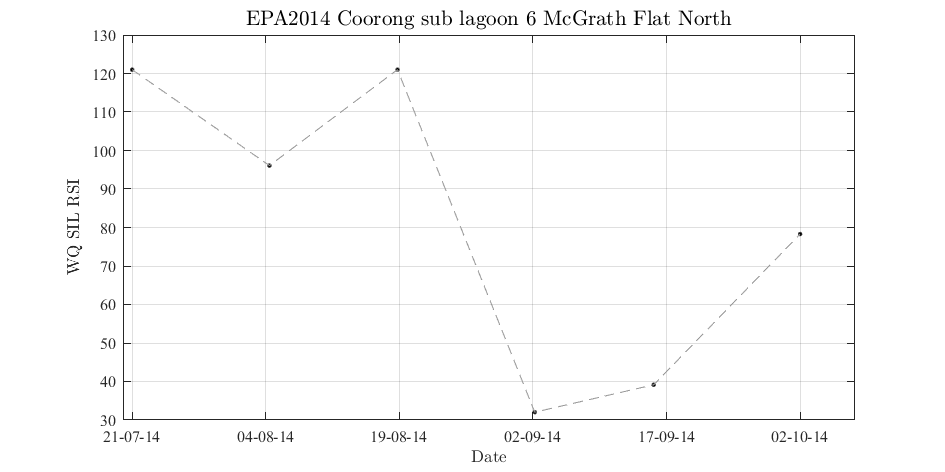 EPA2014 Coorong sub lagoon 6 McGrath Flat North
130
120
110
100
90
80
70
60
50
40
30
WQ SIL RSI
21-07-14 04-08-14 19-08-14 02-09-14 17-09-14 02-10-14
Date